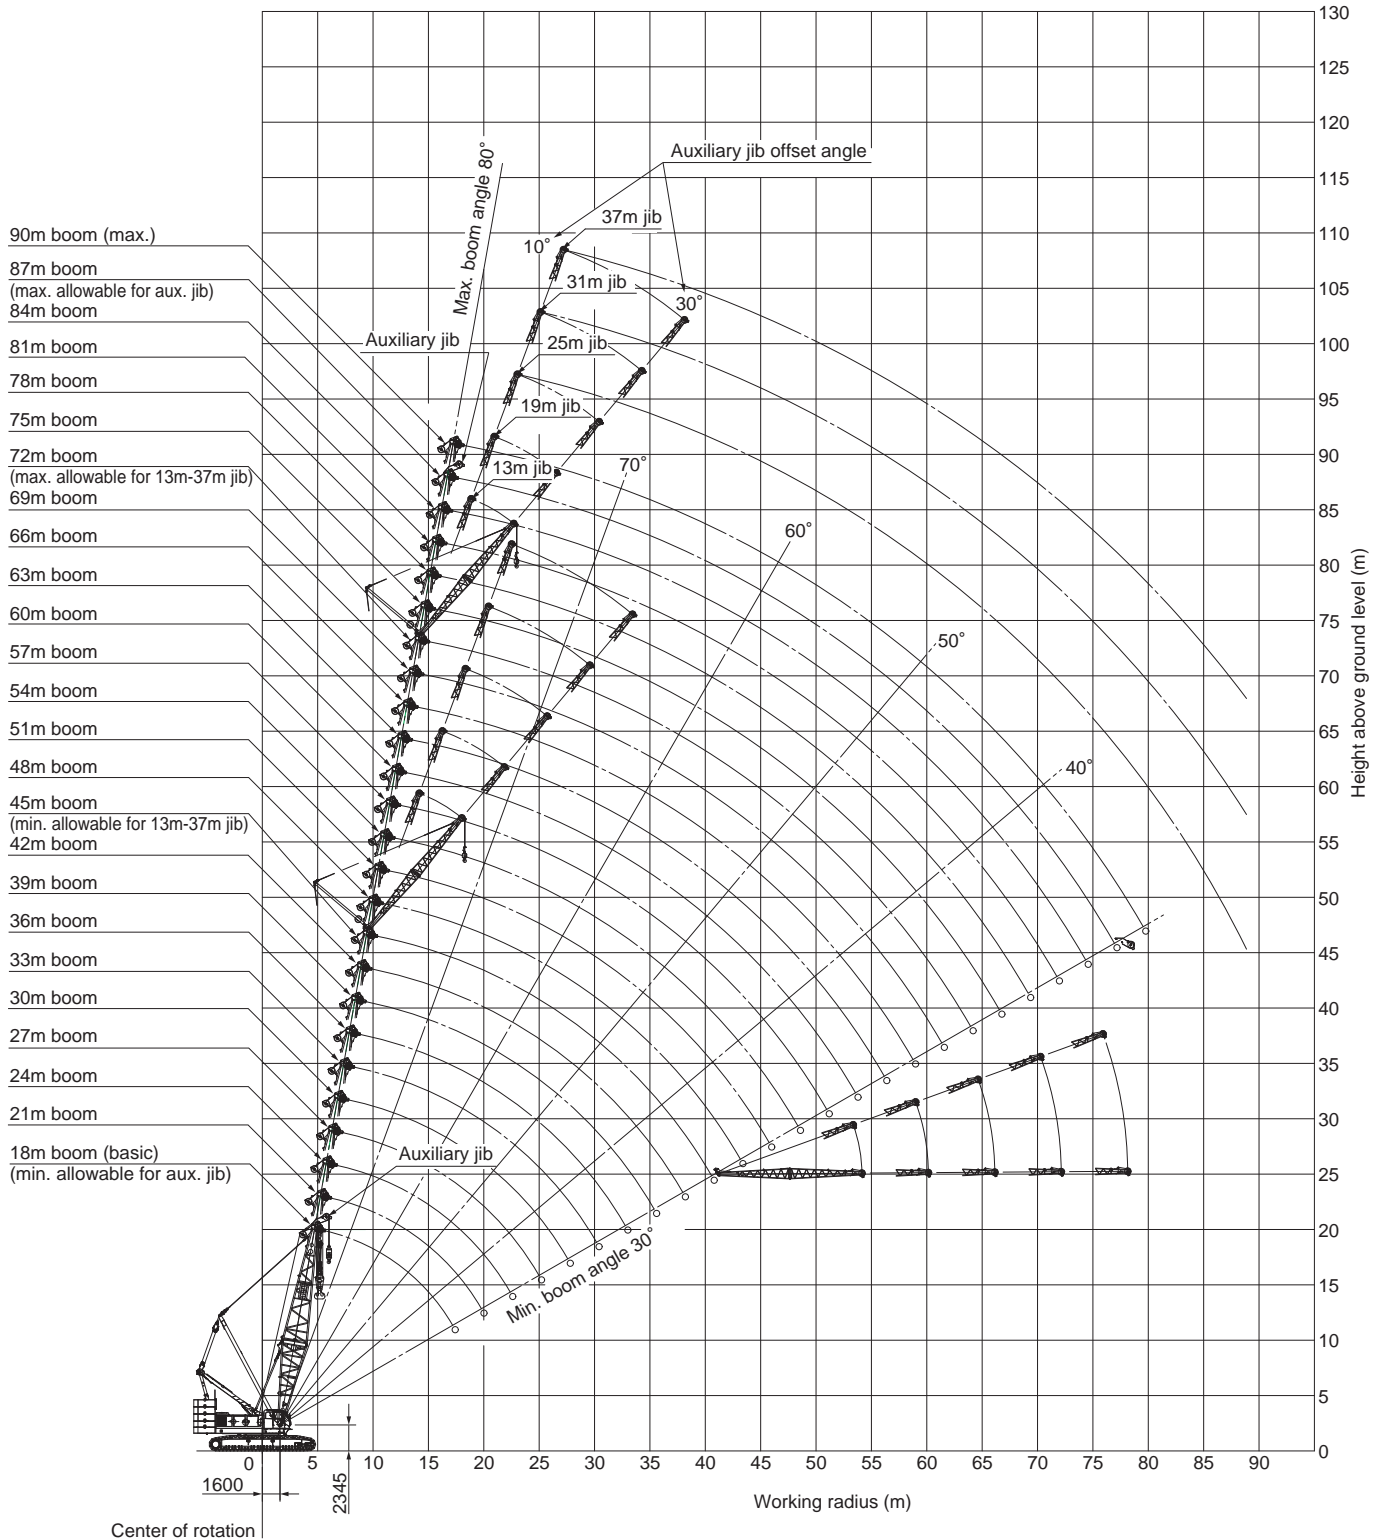 130
125
120
115
110
105
100
95
90
85
80
75
70
65
60
55
50
45
40
35
30
25
20
15
10
5
0
Height above ground level (m)
90m boom (max.)
87m boom
(max. allowable for aux. jib)
84m boom
81m boom
78m boom
75m boom
72m boom
(max. allowable for 13m-37m jib)
69m boom
66m boom
63m boom
60m boom
57m boom
54m boom
51m boom
48m boom
45m boom
(min. allowable for 13m-37m jib)
42m boom
39m boom
36m boom
33m boom
30m boom
27m boom
24m boom
21m boom
18m boom (basic)
(min. allowable for aux. jib)
Max. boom angle 80°
Auxiliary jib offset angle
37m jib
10°
31m jib
30°
Auxiliary jib
25m jib
19m jib
13m jib
70°
60°
50°
40°
Min. boom angle 30°
Auxiliary jib
0
5
10
15
20
25
30
35
40
45
50
55
60
65
70
75
80
85
90
1600
2345
Working radius (m)
Center of rotation